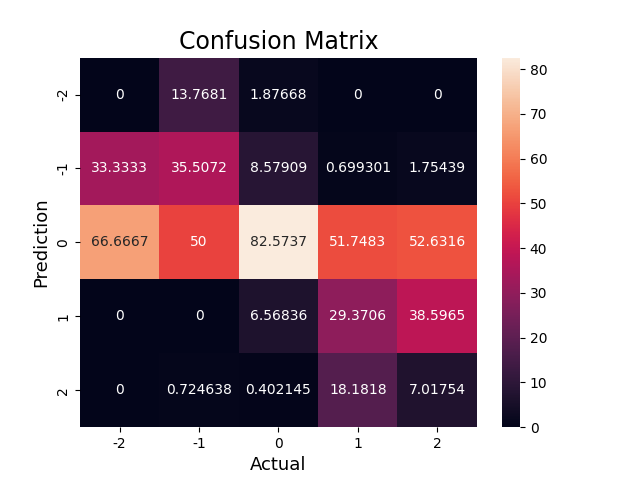 Confusion Matrix
-2 0 13.7681 1.87668 0 0
-1 33.3333 35.5072 8.57909 0.699301 1.75439
0 66.6667 50 82.5737 51.7483 52.6316
1 0 0 6.56836 29.3706 38.5965
2 0 0.724638 0.402145 18.1818 7.01754
-2 -1 0 1 2
Prediction
Actual
80
70
60
50
40
30
20
10
0